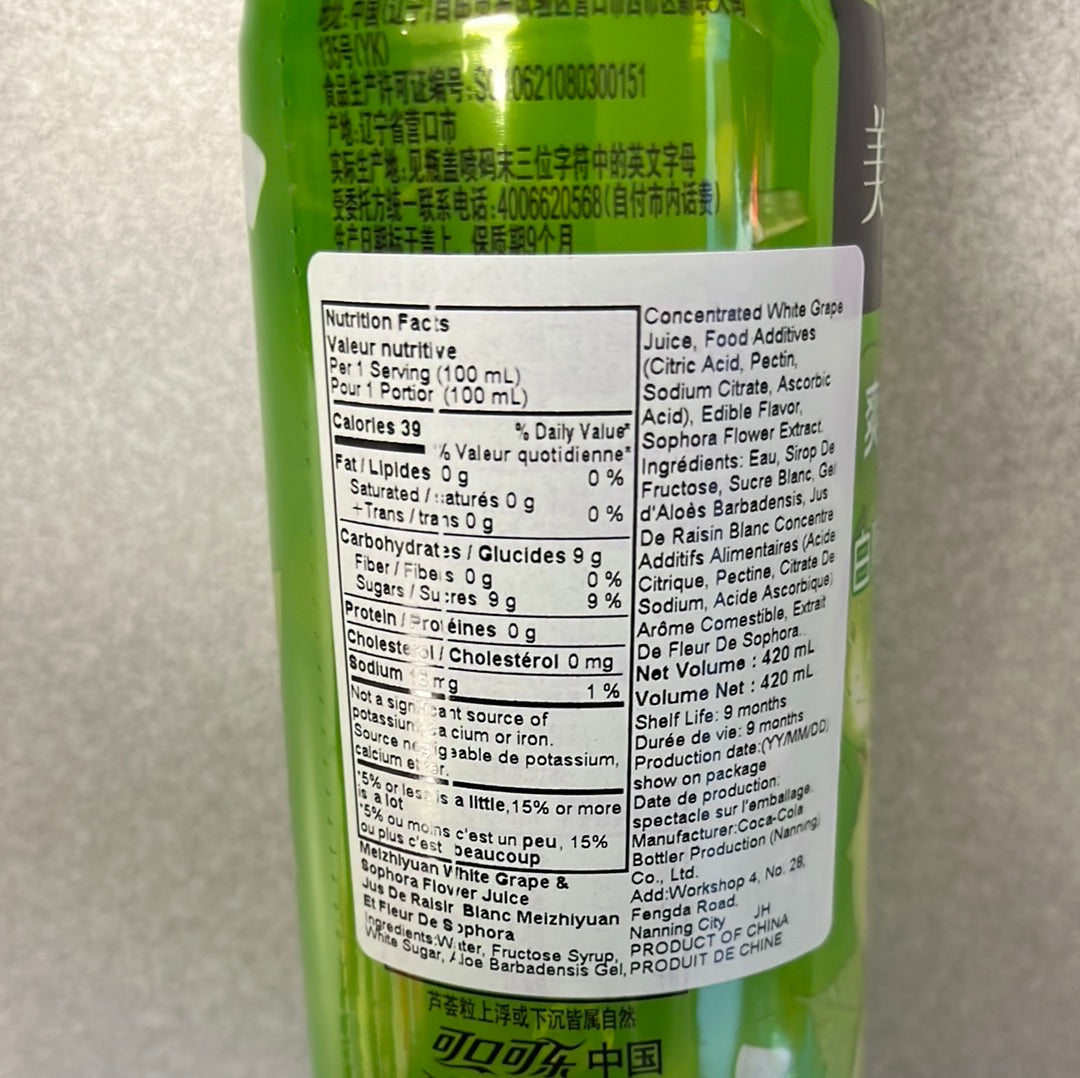 135号(YK)
食品生产许可证编号:SC10621080300151
产地:辽宁省营口市
实际生产地:见瓶盖喷码末三位字符中的英文字母
受委托方统一联系电话:4006620568(自付市内话费)
生产日期标于盖上 保质期9个月
美
Nutrition Facts
Valeur nutritive
Per 1 Serving (100 mL)
Pour 1 Portior (100 mL)
Calories 39
% Daily Value*
% Valeur quotidienne*
Fat / Lipides 0 g 0 %
Saturated / saturés 0 g
+Trans / trans 0 g 0 %
Carbohydrates / Glucides 9 g
Fiber / Fibers 0 g 0 %
Sugars / Sucres 9 g 9 %
Protein / Protéines 0 g
Cholesterol / Cholestérol 0 mg
Sodium mg 1 %
Not a significant source of
potassium, cacium or iron.
Source négligeable de potassium,
calcium et fer.
*5% or less is a little, 15% or more
is a lot
*5% ou moins c'est un peu, 15%
ou plus c'est beaucoup
Meizhiyuan White Grape &
Sophora Flower Juice
Jus De Raisir Blanc Meizhiyuan
Et Fleur De Sophora
Ingredients:Water, Fructose Syrup,
White Sugar, Aloe Barbadensis Gel,
Concentrated White Grape
Juice, Food Additives
(Citric Acid, Pectin,
Sodium Citrate, Ascorbic
Acid), Edible Flavor,
Sophora Flower Extract.
Ingrédients: Eau, Sirop De
Fructose, Sucre Blanc, Gel
d'Aloès Barbadensis, Jus
De Raisin Blanc Concentre
Additifs Alimentaires (Acide
Citrique, Pectine, Citrate De
Sodium, Acide Ascorbique)
Arôme Comestible, Extrait
De Fleur De Sophora.
Net Volume : 420 mL
Volume Net : 420 mL
Shelf Life: 9 months
Durée de vie: 9 months
Production date:(YY/MM/DD)
show on package
Date de production:
spectacle sur l'emballage
Manufacturer:Coca-Cola
Bottler Production (Nanning)
Co., Ltd.
Add:Workshop 4, No. 28,
Fengda Road,
Nanning City JH
PRODUCT OF CHINA
PRODUIT DE CHINE
白
芦荟粒上浮或下沉皆属自然
可口可乐 中国